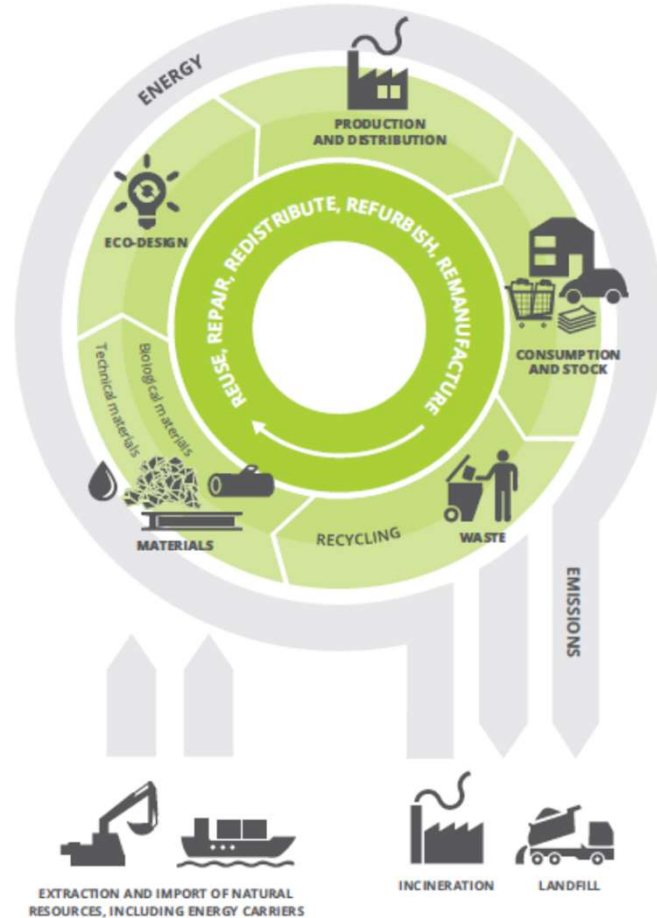 ENERGY
PRODUCTION
AND DISTRIBUTION
ECO-DESIGN
REUSE, REPAIR, REDISTRIBUTE, REFURBISH, REMANUFACTURE
CONSUMPTION
AND STOCK
Technical materials
Biological materials
MATERIALS
RECYCLING
WASTE
EMISSIONS
EXTRACTION AND IMPORT OF NATURAL
RESOURCES, INCLUDING ENERGY CARRIERS
INCINERATION
LANDFILL